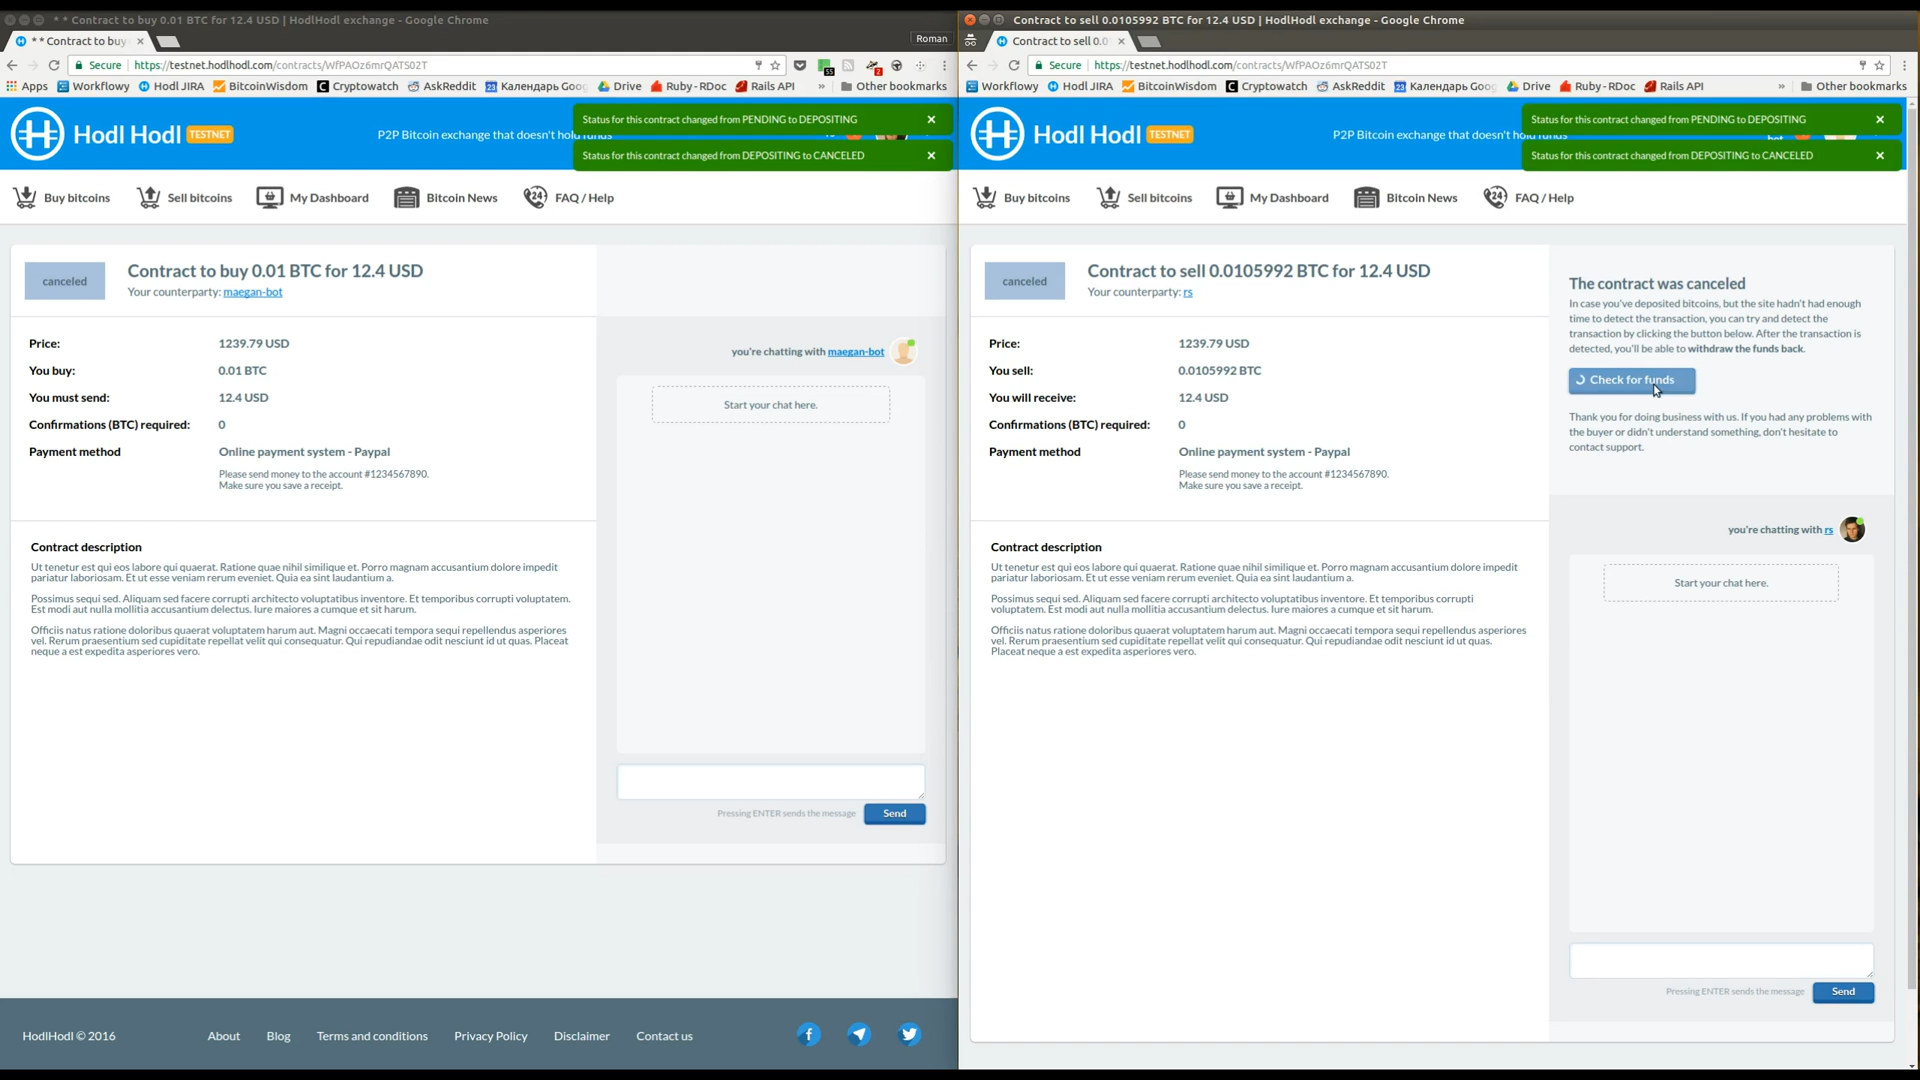 * * Contract to buy 0.01 BTC for 12.4 USD | HodlHodl exchange - Google Chrome
* * Contract to buy
Roman
Secure
https://testnet.hodlhodl.com/contracts/WfPAOz6mrQATS02T
55
2
Apps
Workflowy
Hodl JIRA
BitcoinWisdom
Cryptowatch
AskReddit
23
Календарь Goog
Drive
Ruby-RDoc
Rails API
»
Other bookmarks
Hodl Hodl TESTNET
P2P Bitcoin exchange that doesn't hold funds
Status for this contract changed from PENDING to DEPOSITING
Status for this contract changed from DEPOSITING to CANCELED
Buy bitcoins
Sell bitcoins
My Dashboard
Bitcoin News
24
FAQ / Help
canceled
Contract to buy 0.01 BTC for 12.4 USD
Your counterparty: maegan-bot
Price: 1239.79 USD
You buy: 0.01 BTC
You must send: 12.4 USD
Confirmations (BTC) required: 0
Payment method Online payment system - Paypal
Please send money to the account #1234567890.
Make sure you save a receipt.
Contract description
Ut tenetur est qui eos labore qui quaerat. Ratione quae nihil similique et. Porro magnam accusantium dolore impedit
pariatur laboriosam. Et ut esse veniam rerum eveniet. Quia ea sint laudantium a.
Possimus sequi sed. Aliquam sed facere corrupti architecto voluptatibus inventore. Et temporibus corrupti voluptatem.
Est modi aut nulla mollitia accusantium delectus. Iure maiores a cumque et sit harum.
Officiis natus ratione doloribus quaerat voluptatem harum aut. Magni occaecati tempora sequi repellendus asperiores
vel. Rerum praesentium sed cupiditate repellat velit qui consequatur. Qui repudiandae odit nesciunt id ut quas. Placeat
neque a est expedita asperiores vero.
you're chatting with maegan-bot
Start your chat here.
Pressing ENTER sends the message
Send
HodlHodl © 2016
About
Blog
Terms and conditions
Privacy Policy
Disclaimer
Contact us
Contract to sell 0.0105992 BTC for 12.4 USD | HodlHodl exchange - Google Chrome
Contract to sell 0.0
Secure
https://testnet.hodlhodl.com/contracts/WfPAOz6mrQATS02T
Workflowy
Hodl JIRA
BitcoinWisdom
Cryptowatch
AskReddit
23
Календарь Goog
Drive
Ruby-RDoc
Rails API
»
Other bookmarks
Hodl Hodl TESTNET
P2P Bitcoin exchange that doesn't hold funds
Status for this contract changed from PENDING to DEPOSITING
Status for this contract changed from DEPOSITING to CANCELED
Buy bitcoins
Sell bitcoins
My Dashboard
Bitcoin News
24
FAQ / Help
canceled
Contract to sell 0.0105992 BTC for 12.4 USD
Your counterparty: rs
Price: 1239.79 USD
You sell: 0.0105992 BTC
You will receive: 12.4 USD
Confirmations (BTC) required: 0
Payment method Online payment system - Paypal
Please send money to the account #1234567890.
Make sure you save a receipt.
Contract description
Ut tenetur est qui eos labore qui quaerat. Ratione quae nihil similique et. Porro magnam accusantium dolore impedit
pariatur laboriosam. Et ut esse veniam rerum eveniet. Quia ea sint laudantium a.
Possimus sequi sed. Aliquam sed facere corrupti architecto voluptatibus inventore. Et temporibus corrupti
voluptatem. Est modi aut nulla mollitia accusantium delectus. Iure maiores a cumque et sit harum.
Officiis natus ratione doloribus quaerat voluptatem harum aut. Magni occaecati tempora sequi repellendus asperiores
vel. Rerum praesentium sed cupiditate repellat velit qui consequatur. Qui repudiandae odit nesciunt id ut quas.
Placeat neque a est expedita asperiores vero.
The contract was canceled
In case you've deposited bitcoins, but the site hadn't had enough
time to detect the transaction, you can try and detect the
transaction by clicking the button below. After the transaction is
detected, you'll be able to withdraw the funds back.
Check for funds
Thank you for doing business with us. If you had any problems with
the buyer or didn't understand something, don't hesitate to
contact support.
you're chatting with rs
Start your chat here.
Pressing ENTER sends the message
Send